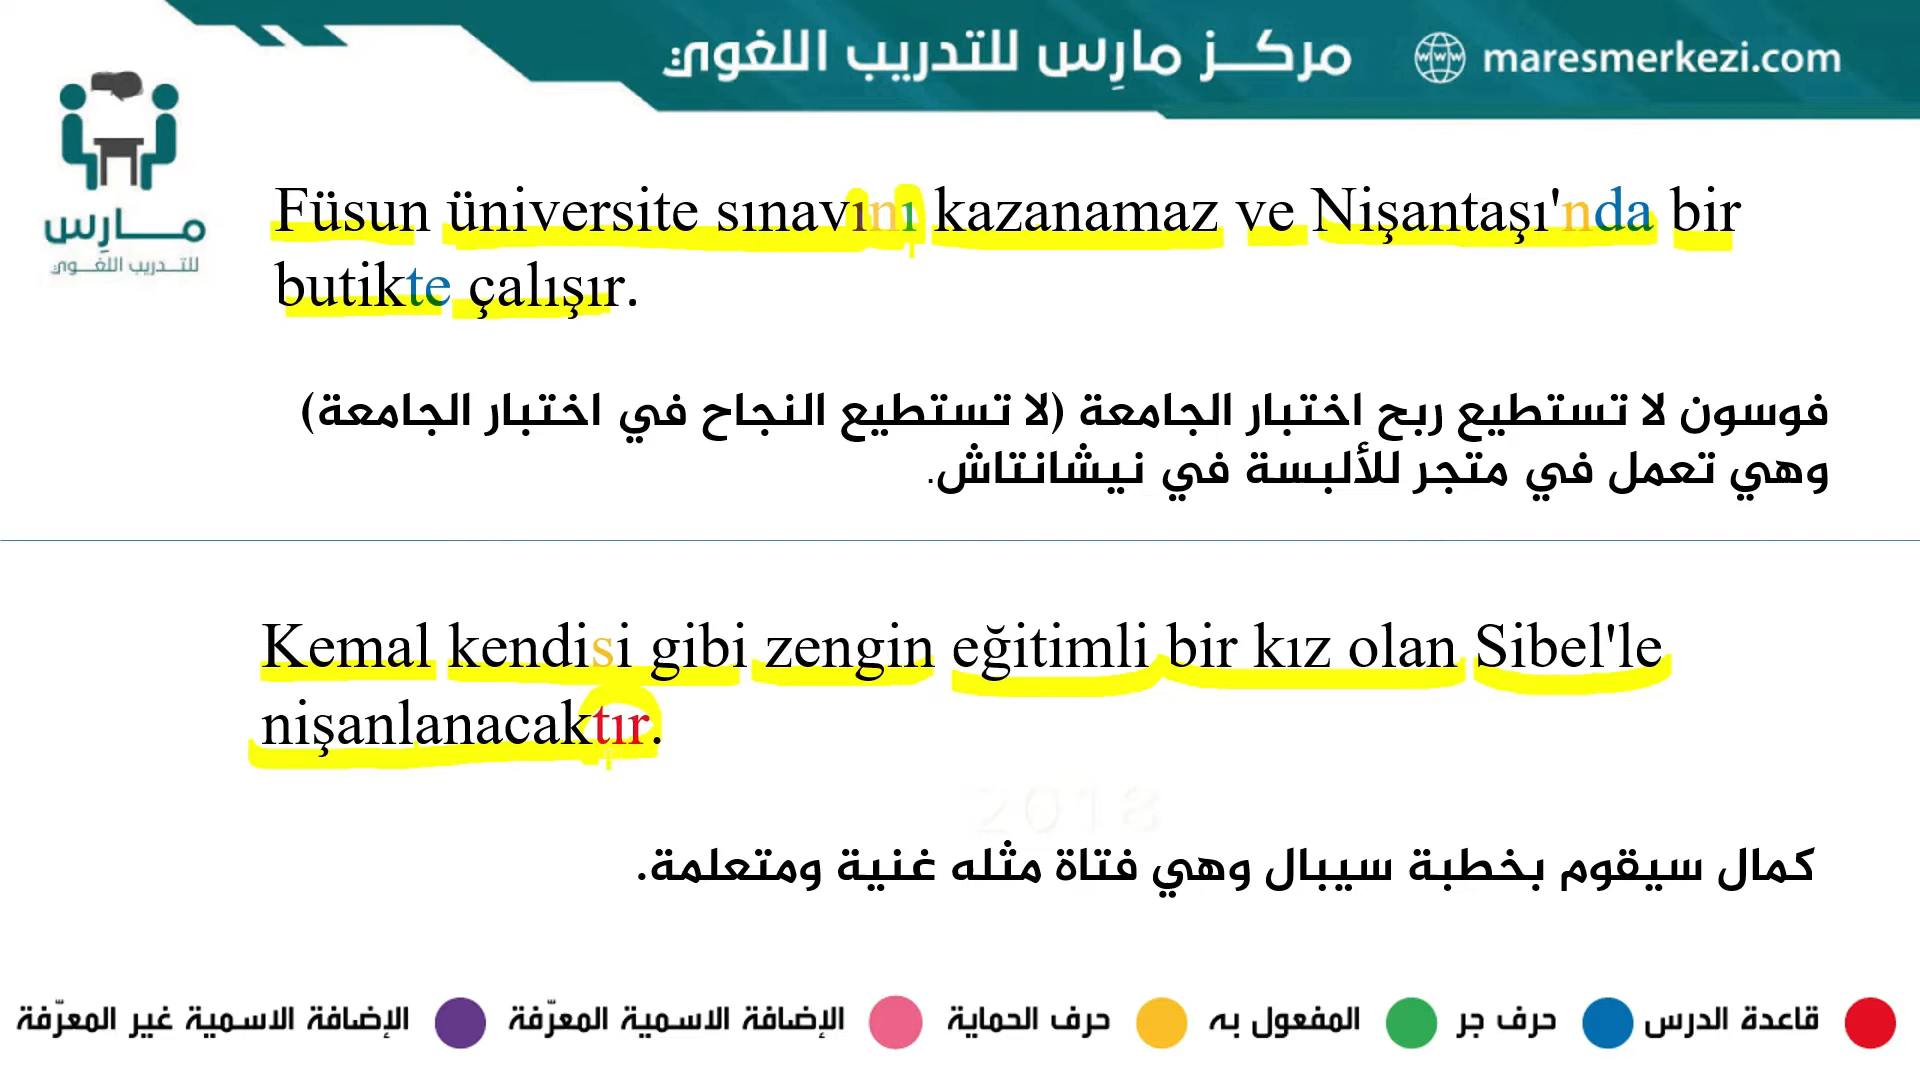 مركـــز مارِس للتدريب اللغوي
maresmerkezi.com
مـــارِس
للتــدريب اللغــوي
Füsun üniversite sınavını kazanamaz ve Nişantaşı'nda bir
butikte çalışır.
فوسون لا تستطيع ربح اختبار الجامعة (لا تستطيع النجاح في اختبار الجامعة)
وهي تعمل في متجر للألبسة في نيشانتاش.
Kemal kendisi gibi zengin eğitimli bir kız olan Sibel'le
nişanlanacaktır.
2018
كمال سيقوم بخطبة سيبال وهي فتاة مثله غنية ومتعلمة.
قاعدة الدرس حرف جر المفعول به حرف الحماية الإضافة الاسمية المعرّفة الإضافة الاسمية غير المعرّفة